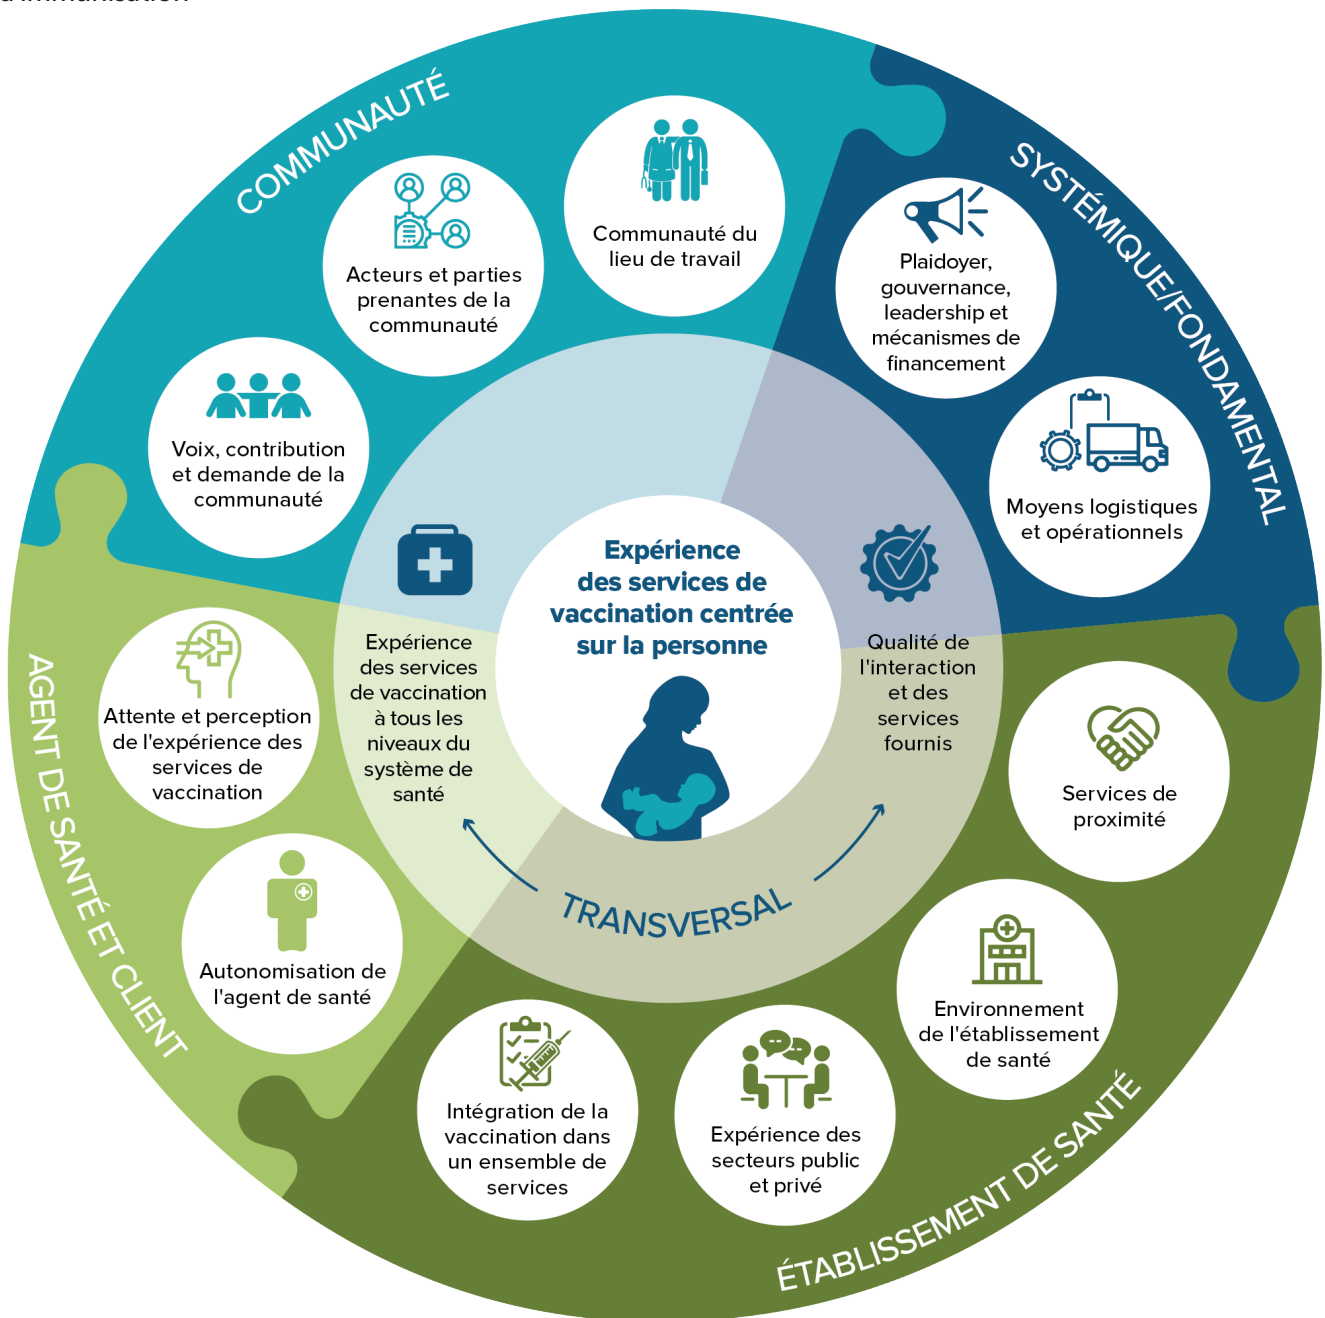 d'immunisation
COMMUNAUTÉ
Communauté du
lieu de travail
Acteurs et parties
prenantes de la
communauté
Voix, contribution
et demande de la
communauté
SYSTÉMIQUE/FONDAMENTAL
Plaidoyer,
gouvernance,
leadership et
mécanismes de
financement
Moyens logistiques
et opérationnels
Expérience
des services de
vaccination centrée
sur la personne
Expérience
des services
de vaccination
à tous les
niveaux du
système de
santé
Qualité de
l'interaction
et des
services
fournis
TRANSVERSAL
AGENT DE SANTÉ ET CLIENT
Attente et perception
de l'expérience des
services de
vaccination
Autonomisation de
l'agent de santé
ÉTABLISSEMENT DE SANTÉ
Services de
proximité
Environnement
de l'établissement
de santé
Expérience des
secteurs public
et privé
Intégration de la
vaccination dans
un ensemble de
services